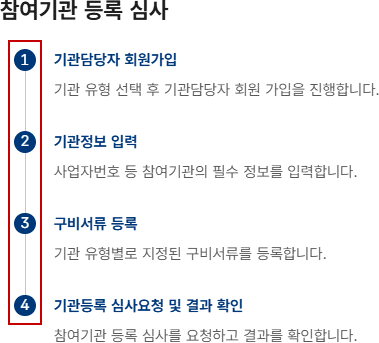 참여기관 등록 심사
1 기관담당자 회원가입
기관 유형 선택 후 기관담당자 회원 가입을 진행합니다.
2 기관정보 입력
사업자번호 등 참여기관의 필수 정보를 입력합니다.
3 구비서류 등록
기관 유형별로 지정된 구비서류를 등록합니다.
4 기관등록 심사요청 및 결과 확인
참여기관 등록 심사를 요청하고 결과를 확인합니다.